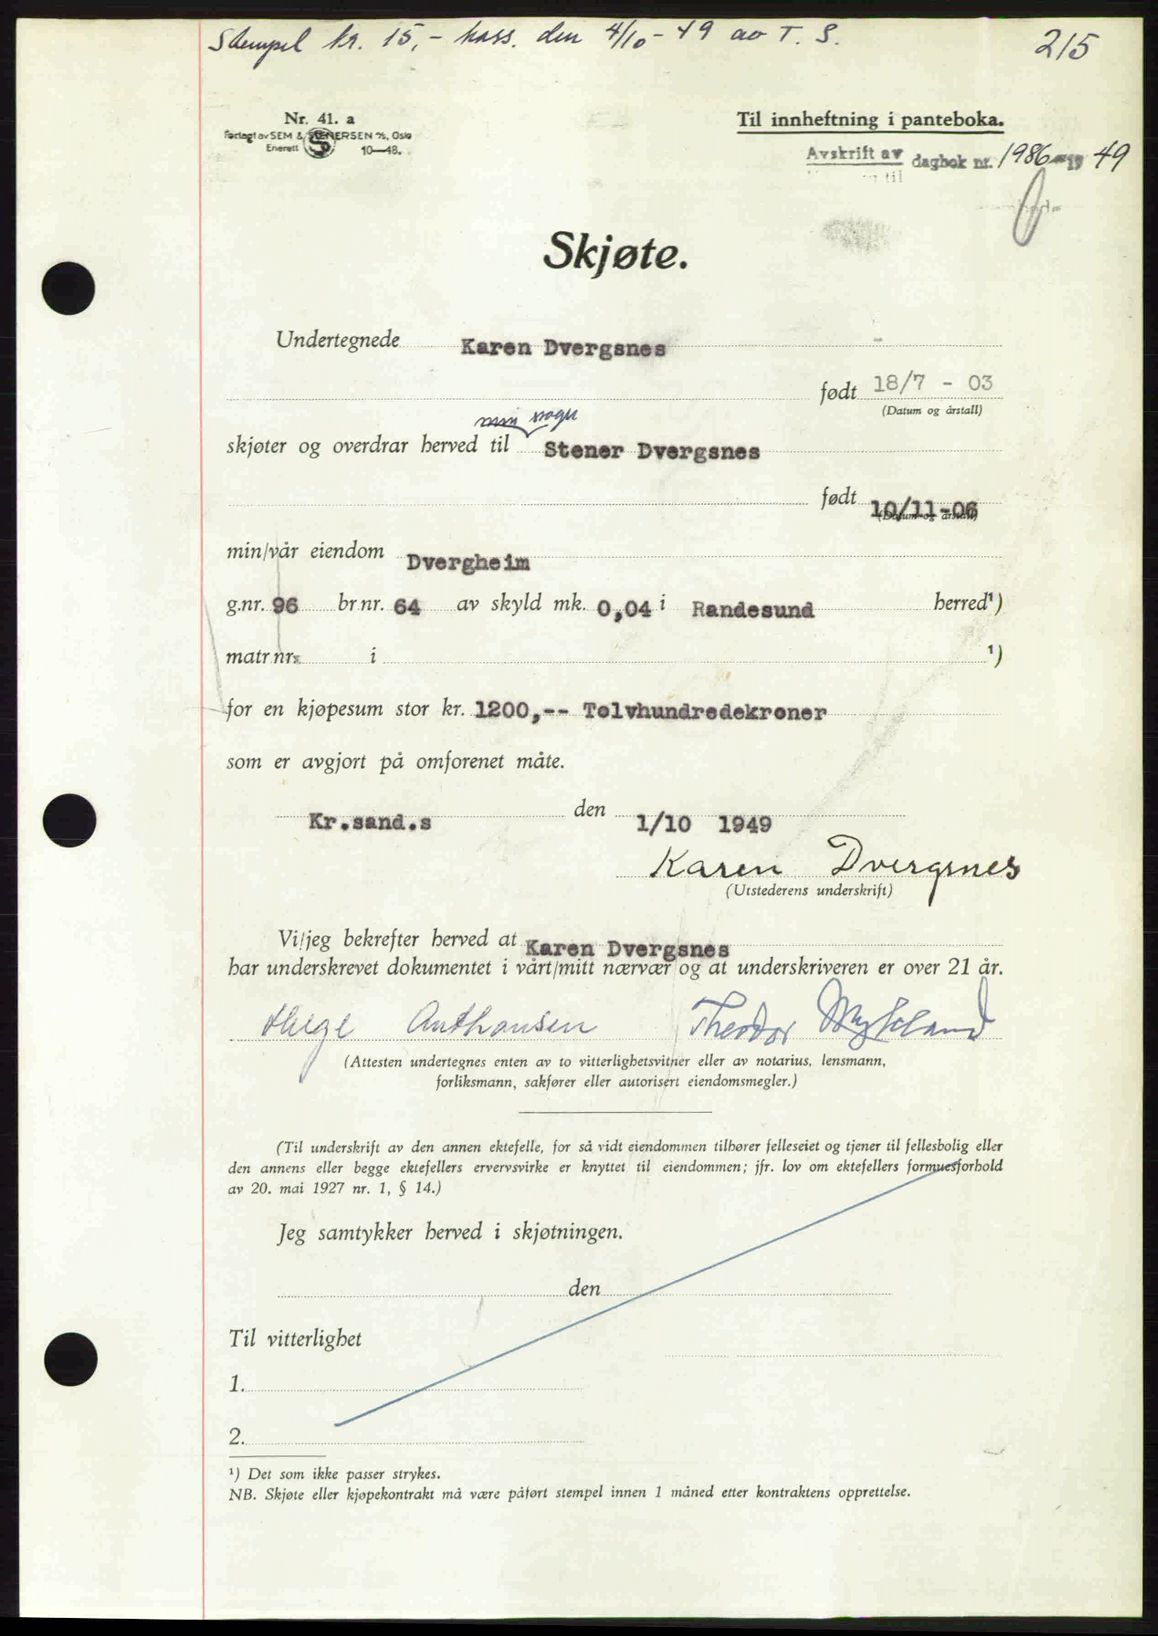 Stempel kr. 15,- kass. den 4/10-49 av T. S.
215
Nr. 41. a
Forlagt av SEM & STENERSEN A/S, Oslo
Enerett 10—48.
Til innheftning i panteboka.
Avskrift av dagbok nr. 1986 - 19 49
til
Skjøte.
Undertegnede Karen Dvergsnes
født 18/7 - 03
(Datum og årstall)
min
skjøter og overdrar herved til Stener Dvergsnes
født 10/11-06
(Datum og årstall)
min/vår eiendom Dvergheim
g.nr. 96 br.nr. 64 av skyld mk. 0,04 i Randesund herred¹)
matr.nr. i ¹)
for en kjøpesum stor kr. 1200,-- Tolvhundredekroner
som er avgjort på omforenet måte.
Kr.sand.s den 1/10 1949
Karen Dvergsnes
(Utstederens underskrift)
Vi/jeg bekrefter herved at Karen Dvergsnes
har underskrevet dokumentet i vårt/mitt nærvær og at underskriveren er over 21 år.
Helge Anthonsen Theodor Mykland
(Attesten undertegnes enten av to vitterlighetsvitner eller av notarius, lensmann,
forliksmann, sakfører eller autorisert eiendomsmegler.)
(Til underskrift av den annen ektefelle, for så vidt eiendommen tilhører felleseiet og tjener til fellesbolig eller
den annens eller begge ektefellers ervervsvirke er knyttet til eiendommen; jfr. lov om ektefellers formuesforhold
av 20. mai 1927 nr. 1, § 14.)
Jeg samtykker herved i skjøtningen.
den
Til vitterlighet
1.
2.
¹) Det som ikke passer strykes.
NB. Skjøte eller kjøpekontrakt må være påført stempel innen 1 måned etter kontraktens opprettelse.